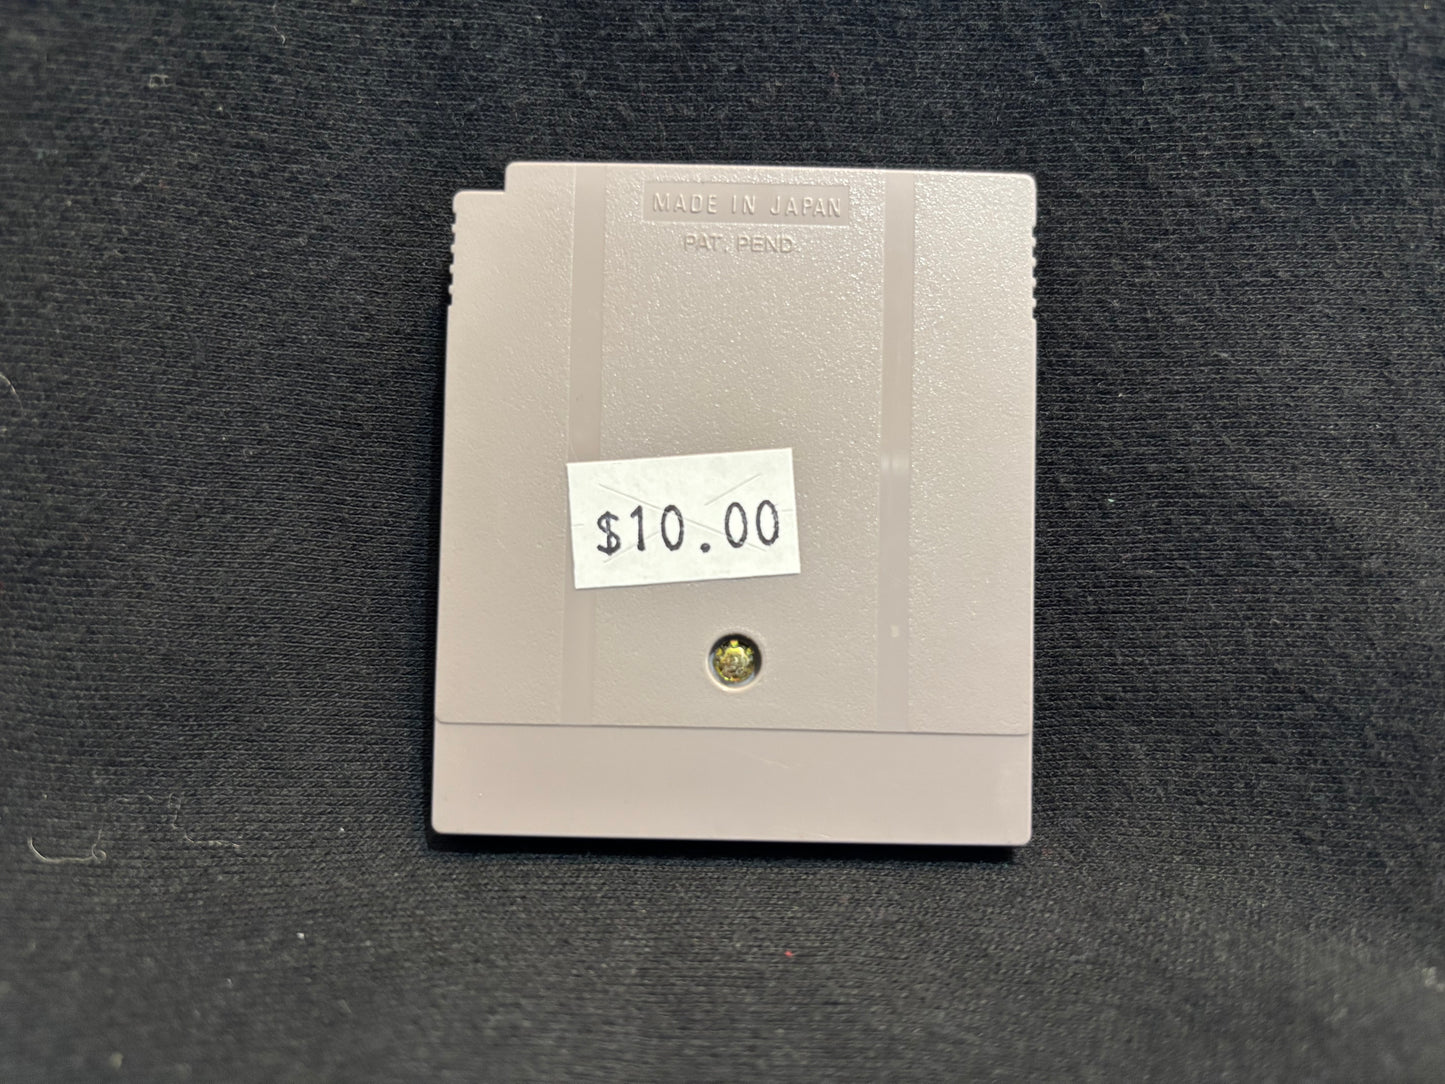 MADE IN JAPAN
PAT. PEND.
$10.00